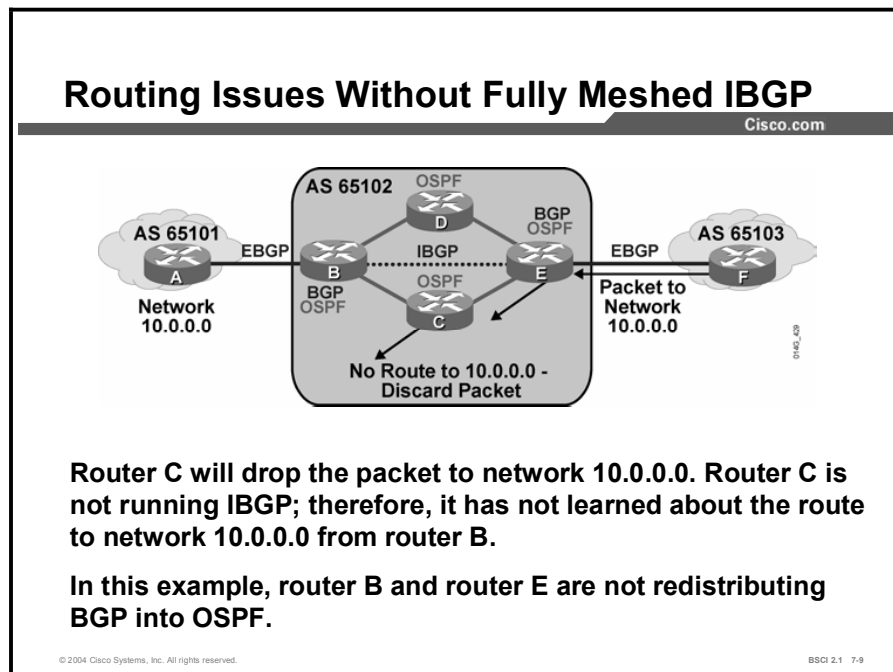 Routing Issues Without Fully Meshed IBGP
Cisco.com
AS 65102
OSPF
D
BGP
OSPF
AS 65101
AS 65103
EBGP
IBGP
EBGP
A
B
E
F
BGP
OSPF
OSPF
C
Network
10.0.0.0
Packet to
Network
10.0.0.0
No Route to 10.0.0.0 -
Discard Packet
014G_429
Router C will drop the packet to network 10.0.0.0. Router C is
not running IBGP; therefore, it has not learned about the route
to network 10.0.0.0 from router B.
In this example, router B and router E are not redistributing
BGP into OSPF.
© 2004 Cisco Systems, Inc. All rights reserved.
BSCI 2.1 7-9